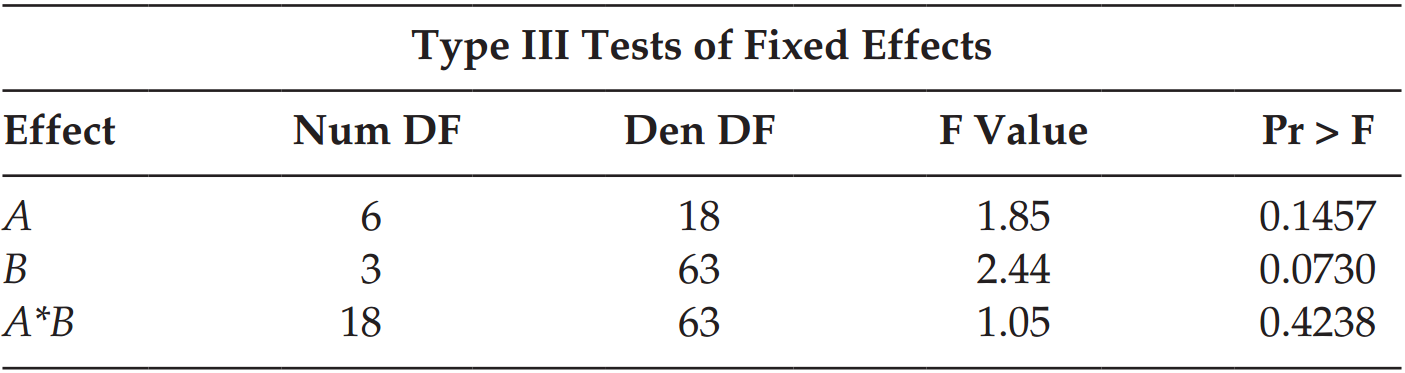 Type III Tests of Fixed Effects
Effect Num DF Den DF F Value Pr > F
A 6 18 1.85 0.1457
B 3 63 2.44 0.0730
A*B 18 63 1.05 0.4238